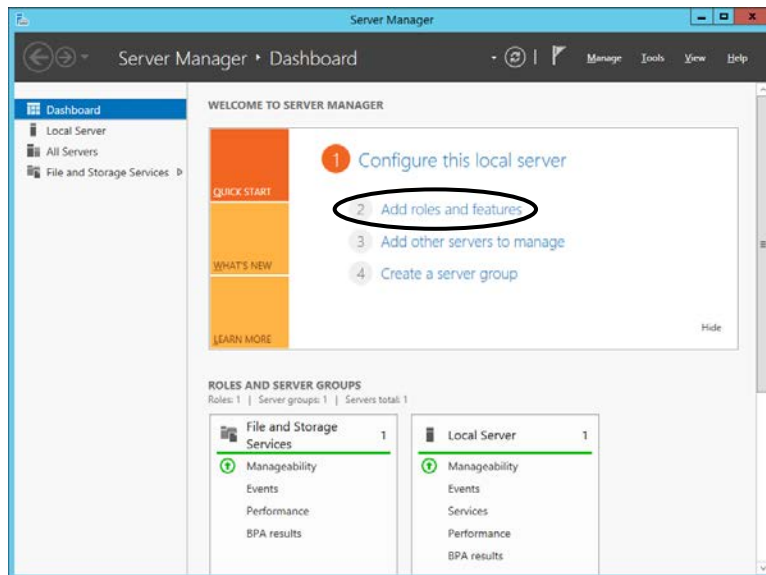 Server Manager
Server Manager • Dashboard
Manage Tools View Help
Dashboard
Local Server
All Servers
File and Storage Services
WELCOME TO SERVER MANAGER
QUICK START
WHAT'S NEW
LEARN MORE
1 Configure this local server
2 Add roles and features
3 Add other servers to manage
4 Create a server group
Hide
ROLES AND SERVER GROUPS
Roles: 1 | Server groups: 1 | Servers total: 1
File and Storage
Services
1
Manageability
Events
Performance
BPA results
Local Server 1
Manageability
Events
Services
Performance
BPA results